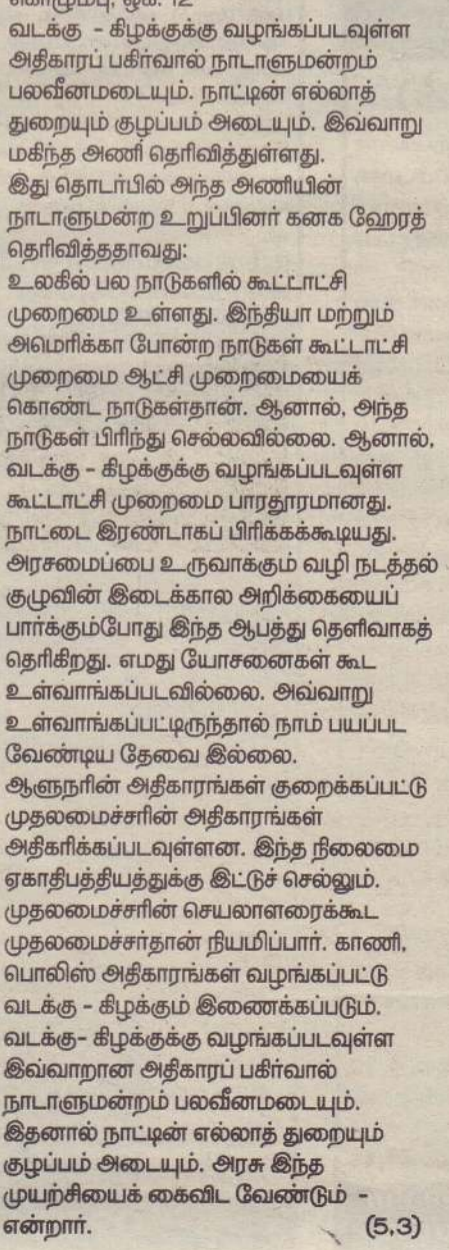 கொழும்பு, ஒக். 12
வடக்கு - கிழக்குக்கு வழங்கப்படவுள்ள
அதிகாரப் பகிர்வால் நாடாளுமன்றம்
பலவீனமடையும். நாட்டின் எல்லாத்
துறையும் குழப்பம் அடையும். இவ்வாறு
மகிந்த அணி தெரிவித்துள்ளது.
இது தொடர்பில் அந்த அணியின்
நாடாளுமன்ற உறுப்பினர் கனக ஹேரத்
தெரிவித்ததாவது:
உலகில் பல நாடுகளில் கூட்டாட்சி
முறைமை உள்ளது. இந்தியா மற்றும்
அமெரிக்கா போன்ற நாடுகள் கூட்டாட்சி
முறைமை ஆட்சி முறைமையைக்
கொண்ட நாடுகள்தான். ஆனால், அந்த
நாடுகள் பிரிந்து செல்லவில்லை. ஆனால்,
வடக்கு - கிழக்குக்கு வழங்கப்படவுள்ள
கூட்டாட்சி முறைமை பாரதூரமானது.
நாட்டை இரண்டாகப் பிரிக்கக்கூடியது.
அரசமைப்பை உருவாக்கும் வழி நடத்தல்
குழுவின் இடைக்கால அறிக்கையைப்
பார்க்கும்போது இந்த ஆபத்து தெளிவாகத்
தெரிகிறது. எமது யோசனைகள் கூட
உள்வாங்கப்படவில்லை. அவ்வாறு
உள்வாங்கப்பட்டிருந்தால் நாம் பயப்பட
வேண்டிய தேவை இல்லை.
ஆளுநரின் அதிகாரங்கள் குறைக்கப்பட்டு
முதலமைச்சரின் அதிகாரங்கள்
அதிகரிக்கப்படவுள்ளன. இந்த நிலைமை
ஏகாதிபத்தியத்துக்கு இட்டுச் செல்லும்.
முதலமைச்சரின் செயலாளரைக்கூட
முதலமைச்சர்தான் நியமிப்பார். காணி,
பொலிஸ் அதிகாரங்கள் வழங்கப்பட்டு
வடக்கு - கிழக்கும் இணைக்கப்படும்.
வடக்கு- கிழக்குக்கு வழங்கப்படவுள்ள
இவ்வாறான அதிகாரப் பகிர்வால்
நாடாளுமன்றம் பலவீனமடையும்.
இதனால் நாட்டின் எல்லாத் துறையும்
குழப்பம் அடையும். அரசு இந்த
முயற்சியைக் கைவிட வேண்டும் -
என்றார். (5,3)